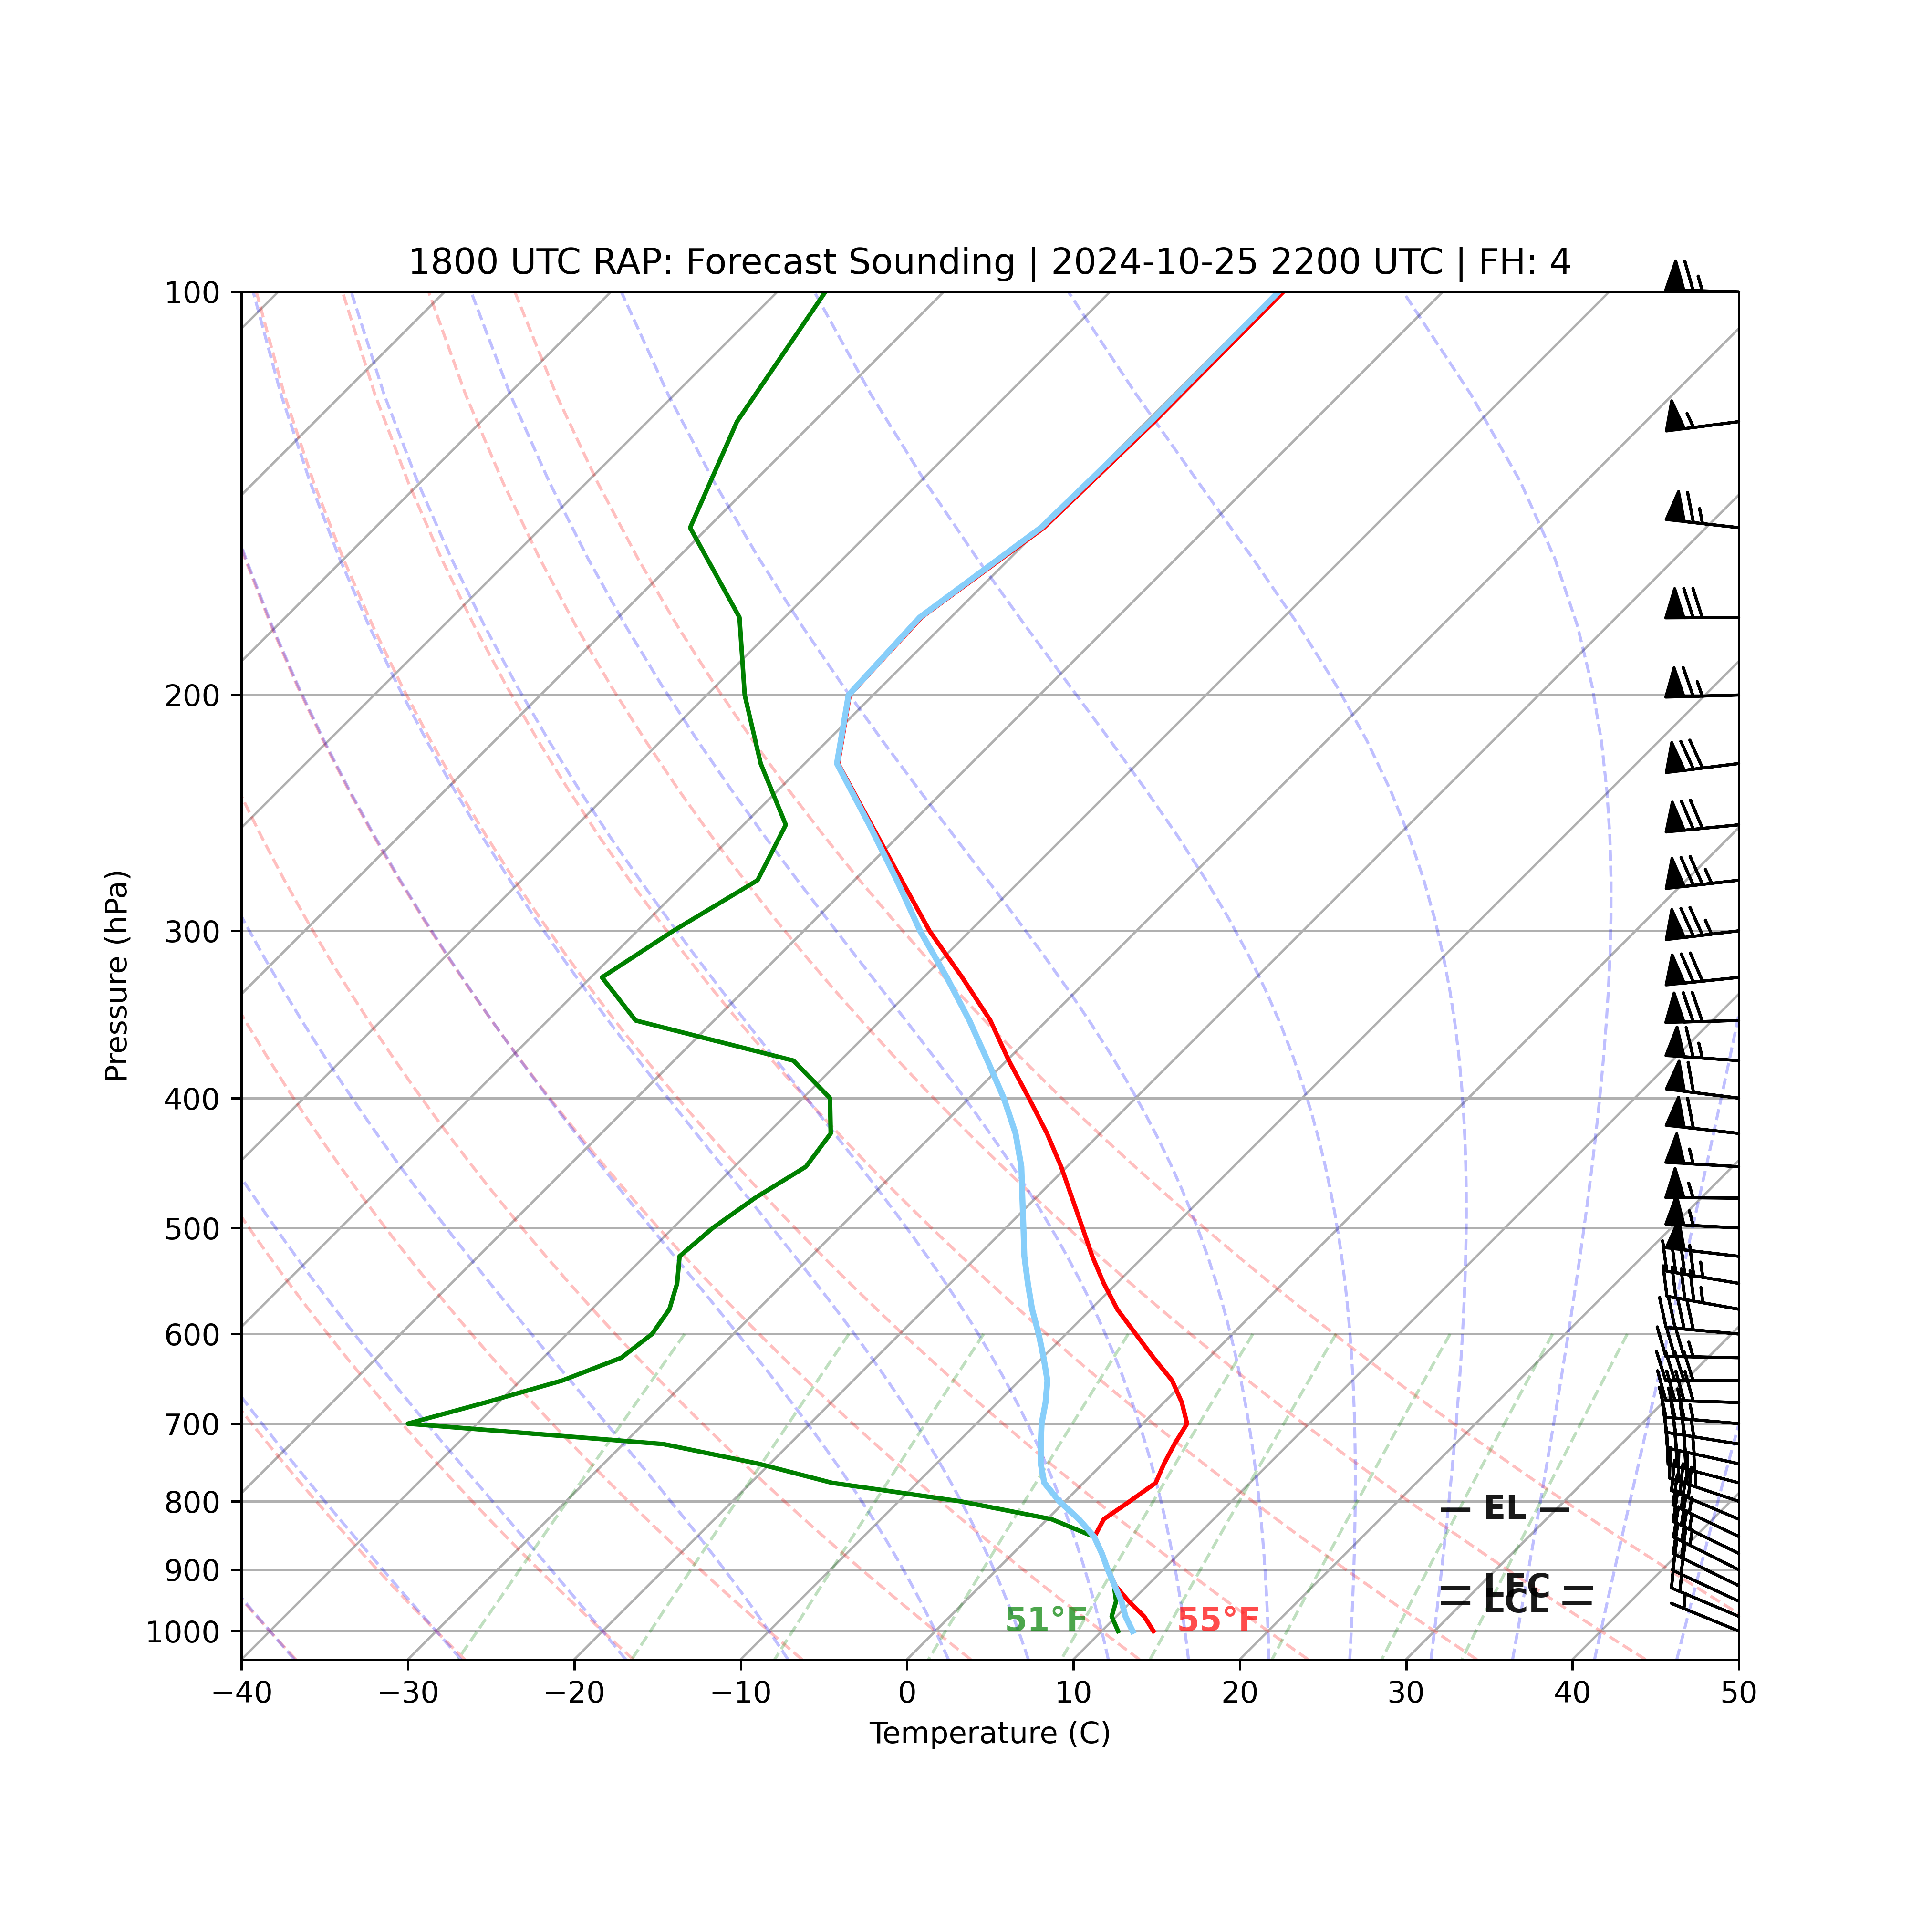 1800 UTC RAP: Forecast Sounding | 2024-10-25 2200 UTC | FH: 4
100
200
300
400
500
600
700
800
900
1000
Pressure (hPa)
— EL —
— LFC —
— LCL —
51°F
55°F
−40 −30 −20 −10 0 10 20 30 40 50
Temperature (C)